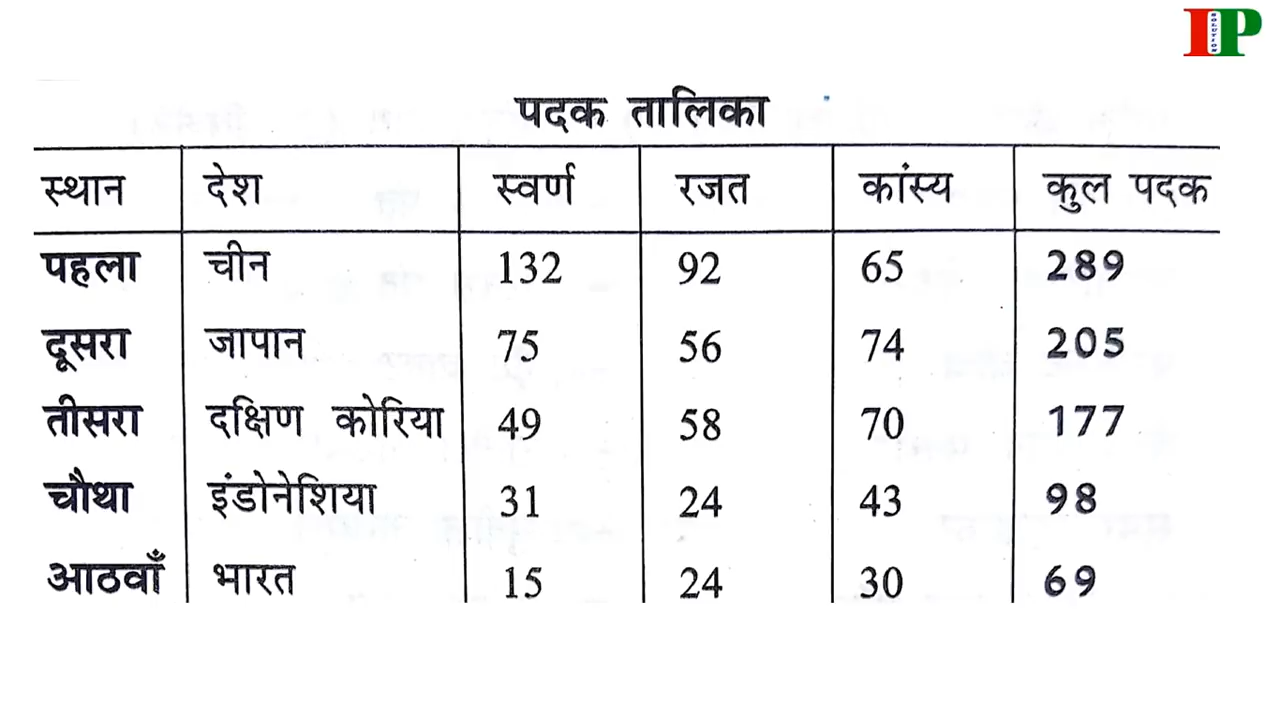 IP
SOLUTION
पदक तालिका
स्थान देश स्वर्ण रजत कांस्य कुल पदक
पहला चीन 132 92 65 289
दूसरा जापान 75 56 74 205
तीसरा दक्षिण कोरिया 49 58 70 177
चौथा इंडोनेशिया 31 24 43 98
आठवाँ भारत 15 24 30 69